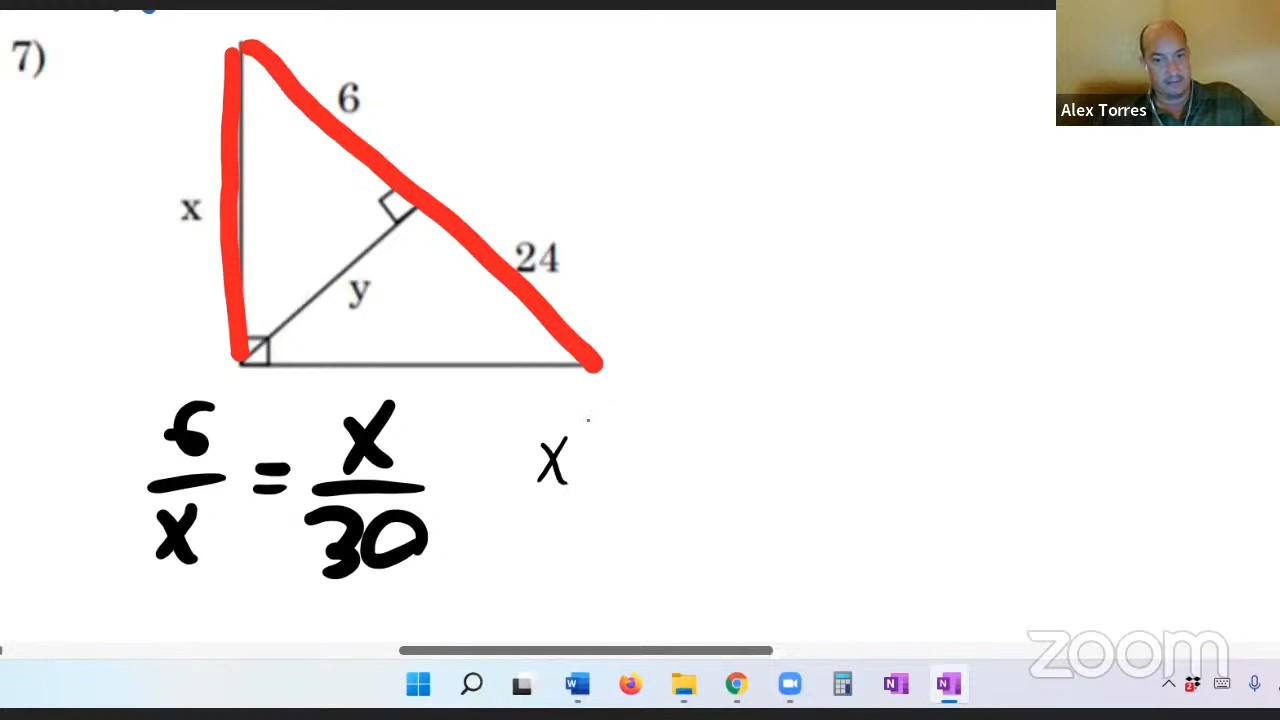 7)
6
Alex Torres
x
24
y
6/x = x/30
x
zoom